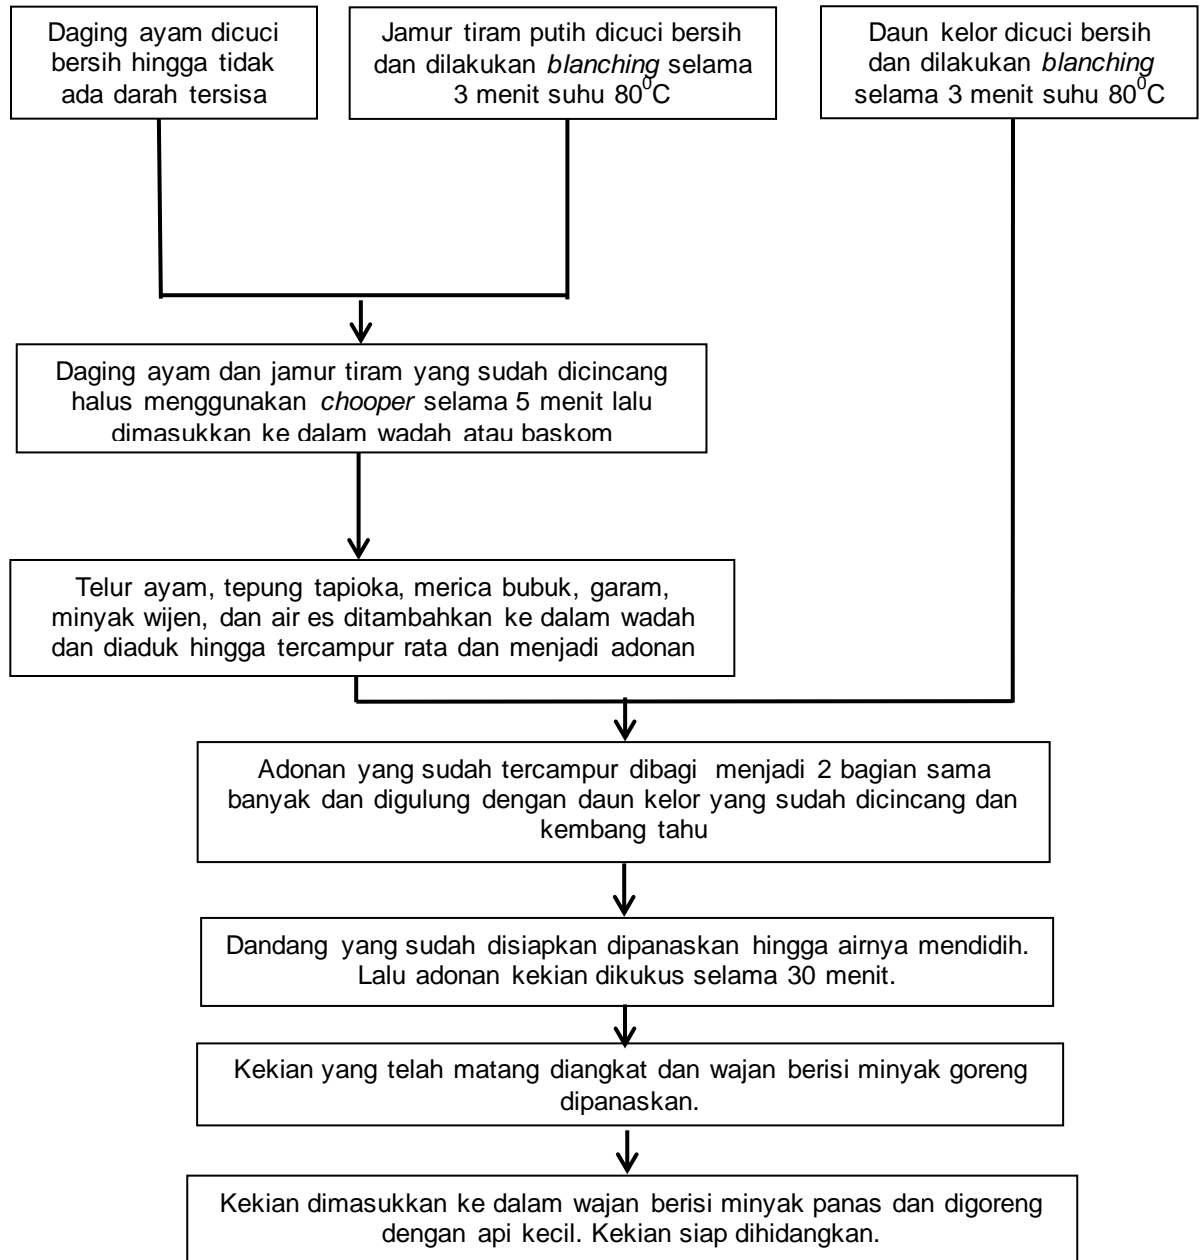 Daging ayam dicuci
bersih hingga tidak
ada darah tersisa
Jamur tiram putih dicuci bersih
dan dilakukan blanching selama
3 menit suhu 80⁰C
Daun kelor dicuci bersih
dan dilakukan blanching
selama 3 menit suhu 80⁰C
Daging ayam dan jamur tiram yang sudah dicincang
halus menggunakan chooper selama 5 menit lalu
dimasukkan ke dalam wadah atau baskom
Telur ayam, tepung tapioka, merica bubuk, garam,
minyak wijen, dan air es ditambahkan ke dalam wadah
dan diaduk hingga tercampur rata dan menjadi adonan
Adonan yang sudah tercampur dibagi menjadi 2 bagian sama
banyak dan digulung dengan daun kelor yang sudah dicincang dan
kembang tahu
Dandang yang sudah disiapkan dipanaskan hingga airnya mendidih.
Lalu adonan kekian dikukus selama 30 menit.
Kekian yang telah matang diangkat dan wajan berisi minyak goreng
dipanaskan.
Kekian dimasukkan ke dalam wajan berisi minyak panas dan digoreng
dengan api kecil. Kekian siap dihidangkan.